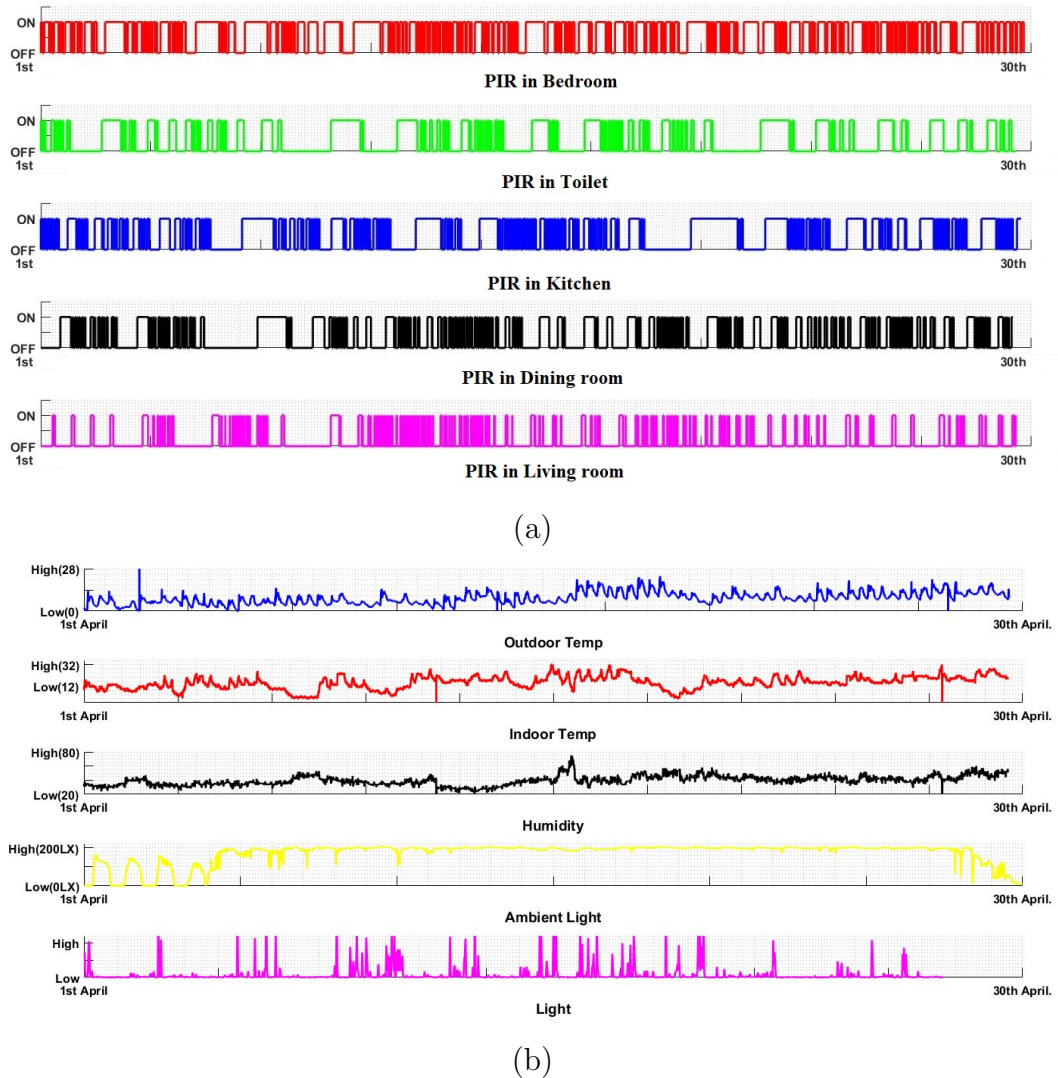 ON
OFF
1st
30th
PIR in Bedroom
ON
OFF
1st
30th
PIR in Toilet
ON
OFF
1st
30th
PIR in Kitchen
ON
OFF
1st
30th
PIR in Dining room
ON
OFF
1st
30th
PIR in Living room
(a)
High(28)
Low(0)
1st April
30th April.
Outdoor Temp
High(32)
Low(12)
1st April
30th April.
Indoor Temp
High(80)
Low(20)
1st April
30th April.
Humidity
High(200LX)
Low(0LX)
1st April
30th April.
Ambient Light
High
Low
1st April
30th April.
Light
(b)